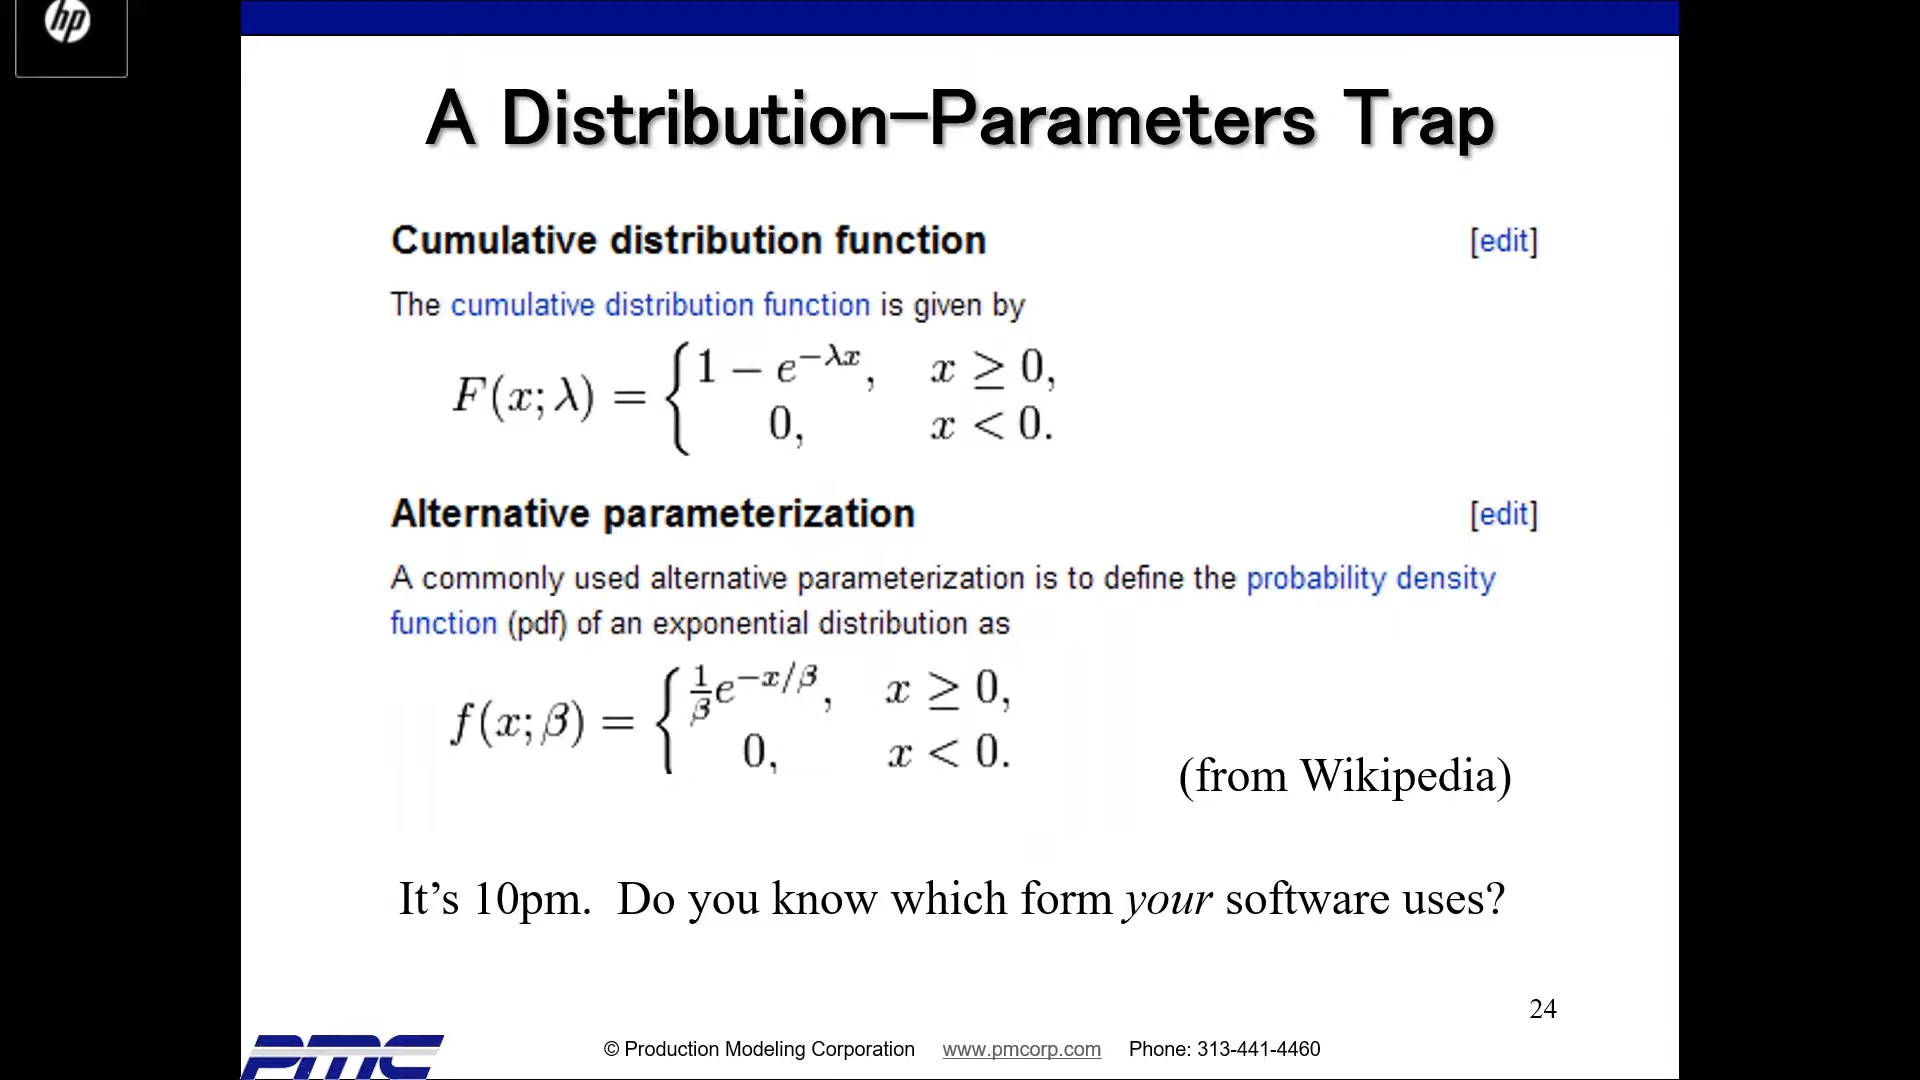 hp
A Distribution-Parameters Trap
Cumulative distribution function [edit]
The cumulative distribution function is given by
F(x; λ) = { 1 − e^{−λx}, x ≥ 0,
0, x < 0.
Alternative parameterization [edit]
A commonly used alternative parameterization is to define the probability density
function (pdf) of an exponential distribution as
f(x; β) = { \frac{1}{β} e^{−x/β}, x ≥ 0,
0, x < 0.
(from Wikipedia)
It's 10pm. Do you know which form your software uses?
24
PMC © Production Modeling Corporation www.pmcorp.com Phone: 313-441-4460